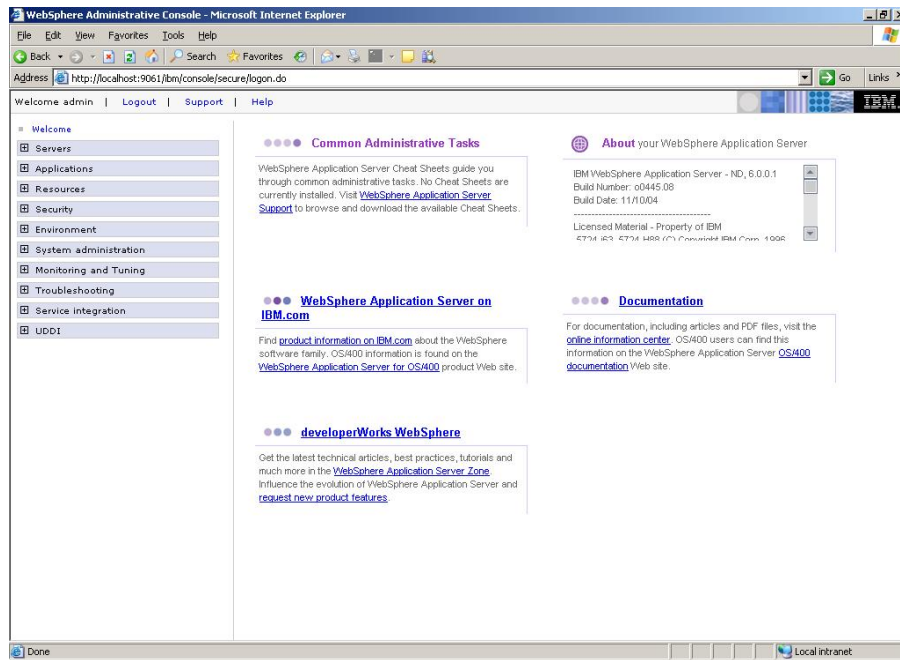 WebSphere Administrative Console - Microsoft Internet Explorer
File Edit View Favorites Tools Help
Back Search Favorites
Address http://localhost:9061/ibm/console/secure/logon.do Go Links
Welcome admin | Logout | Support | Help IBM.
Welcome
Servers
Applications
Resources
Security
Environment
System administration
Monitoring and Tuning
Troubleshooting
Service integration
UDDI
Common Administrative Tasks
WebSphere Application Server Cheat Sheets guide you
through common administrative tasks. No Cheat Sheets are
currently installed. Visit WebSphere Application Server
Support to browse and download the available Cheat Sheets.
About your WebSphere Application Server
IBM WebSphere Application Server - ND, 6.0.0.1
Build Number: o0445.08
Build Date: 11/10/04
--------------------------------------
Licensed Material - Property of IBM
5724-i63, 5724-H88 (C) Copyright IBM Corp. 1996
WebSphere Application Server on
IBM.com
Find product information on IBM.com about the WebSphere
software family. OS/400 information is found on the
WebSphere Application Server for OS/400 product Web site.
Documentation
For documentation, including articles and PDF files, visit the
online information center. OS/400 users can find this
information on the WebSphere Application Server OS/400
documentation Web site.
developerWorks WebSphere
Get the latest technical articles, best practices, tutorials and
much more in the WebSphere Application Server Zone.
Influence the evolution of WebSphere Application Server and
request new product features.
Done Local intranet